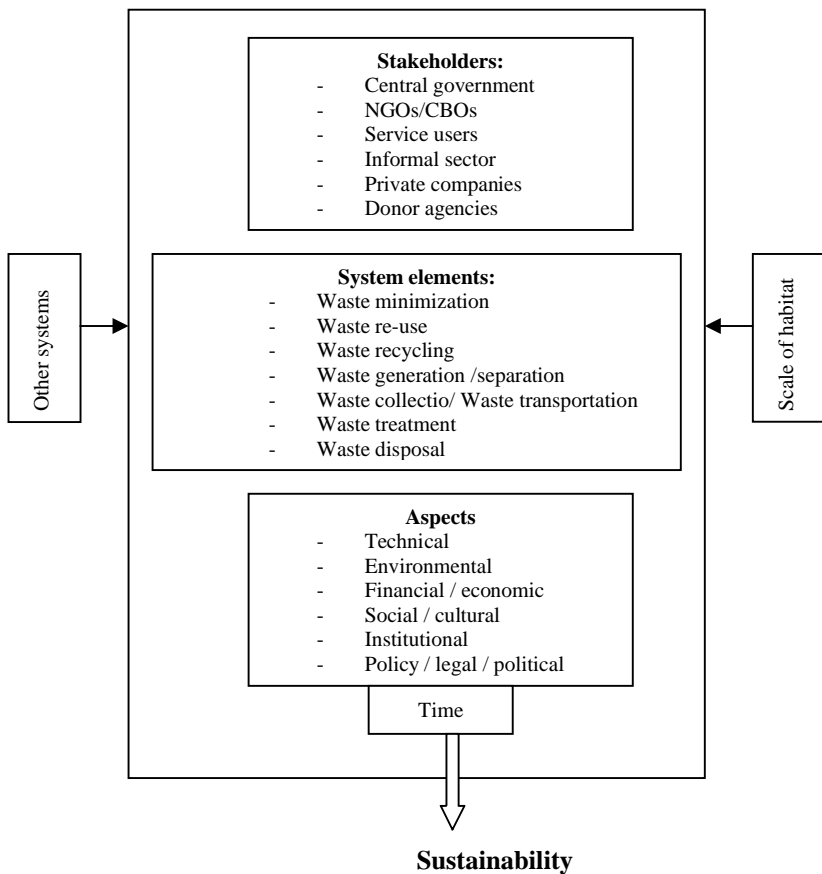 Stakeholders:
- Central government
- NGOs/CBOs
- Service users
- Informal sector
- Private companies
- Donor agencies
Other systems
System elements:
- Waste minimization
- Waste re-use
- Waste recycling
- Waste generation /separation
- Waste collectio/ Waste transportation
- Waste treatment
- Waste disposal
Scale of habitat
Aspects
- Technical
- Environmental
- Financial / economic
- Social / cultural
- Institutional
- Policy / legal / political
Time
Sustainability